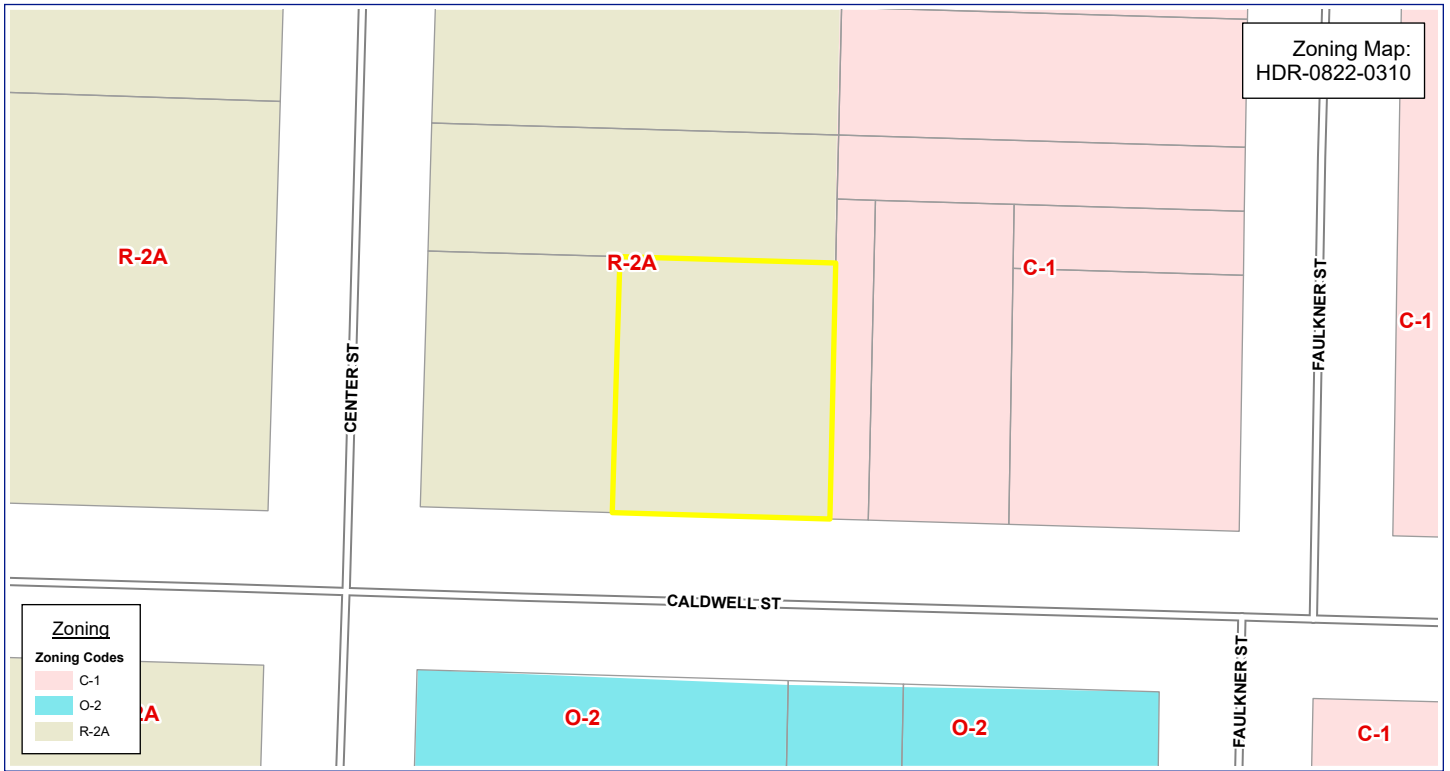 Zoning Map:
HDR-0822-0310
R-2A
R-2A
C-1
C-1
CENTER ST
FAULKNER ST
CALDWELL ST
FAULKNER ST
Zoning
Zoning Codes
C-1
O-2
R-2A
2A
O-2
O-2
C-1